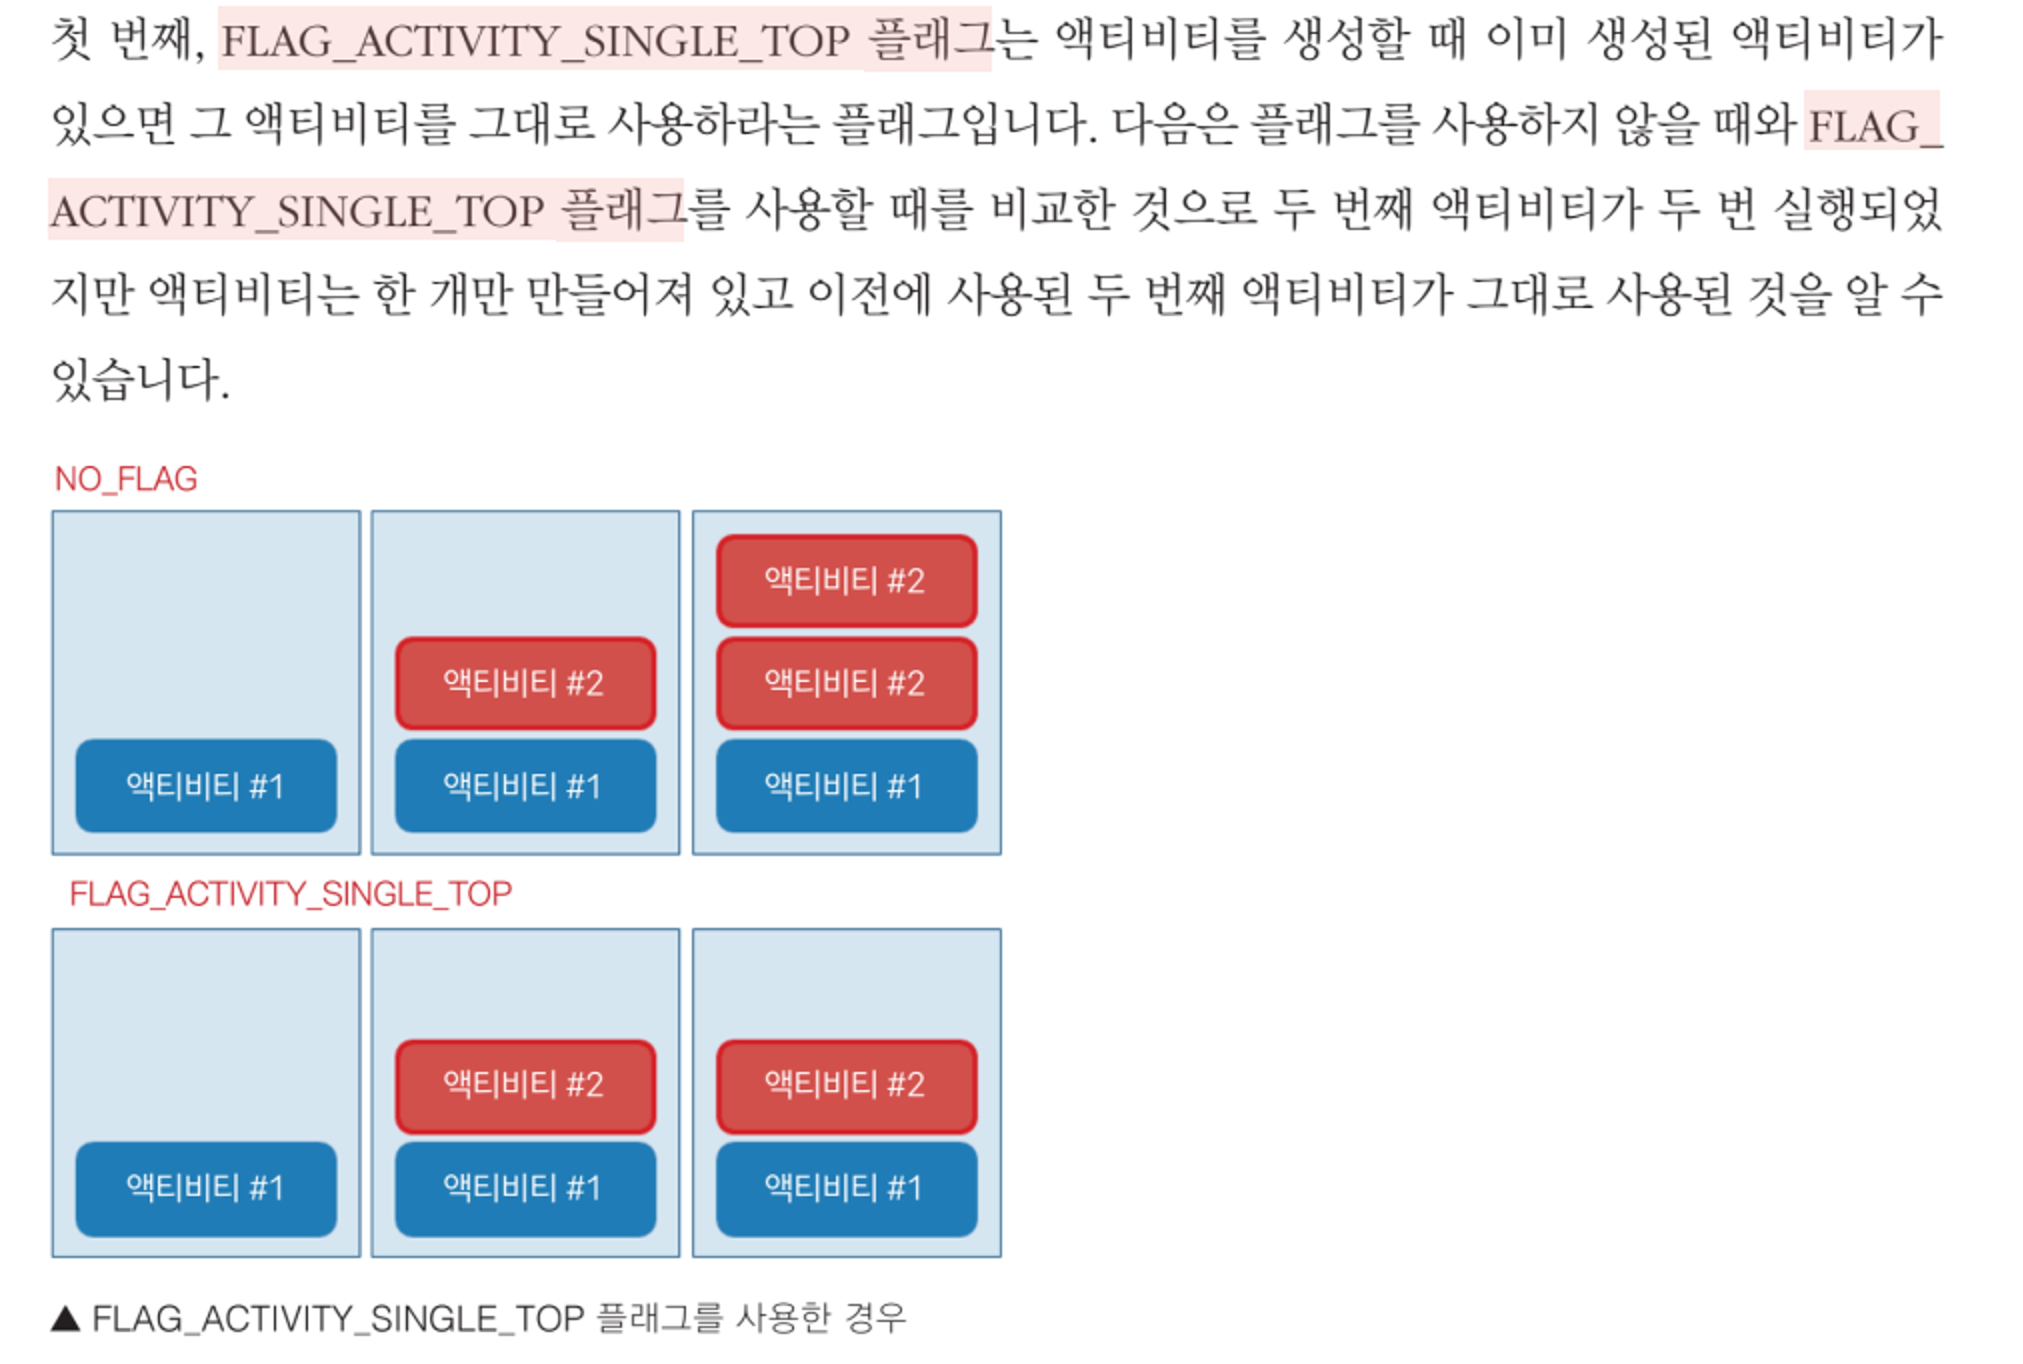 첫 번째, FLAG_ACTIVITY_SINGLE_TOP 플래그는 액티비티를 생성할 때 이미 생성된 액티비티가
있으면 그 액티비티를 그대로 사용하라는 플래그입니다. 다음은 플래그를 사용하지 않을 때와 FLAG_
ACTIVITY_SINGLE_TOP 플래그를 사용할 때를 비교한 것으로 두 번째 액티비티가 두 번 실행되었
지만 액티비티는 한 개만 만들어져 있고 이전에 사용된 두 번째 액티비티가 그대로 사용된 것을 알 수
있습니다.
NO_FLAG
액티비티 #1
액티비티 #2
액티비티 #1
액티비티 #2
액티비티 #2
액티비티 #1
FLAG_ACTIVITY_SINGLE_TOP
액티비티 #1
액티비티 #2
액티비티 #1
액티비티 #2
액티비티 #1
▲ FLAG_ACTIVITY_SINGLE_TOP 플래그를 사용한 경우